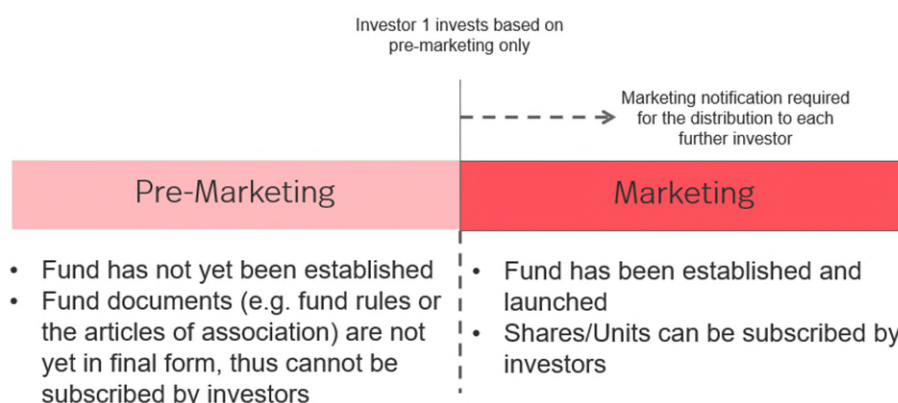 Investor 1 invests based on
pre-marketing only
Marketing notification required
for the distribution to each
further investor
Pre-Marketing
Marketing
• Fund has not yet been established
• Fund documents (e.g. fund rules or
the articles of association) are not
yet in final form, thus cannot be
subscribed by investors
• Fund has been established and
launched
• Shares/Units can be subscribed by
investors